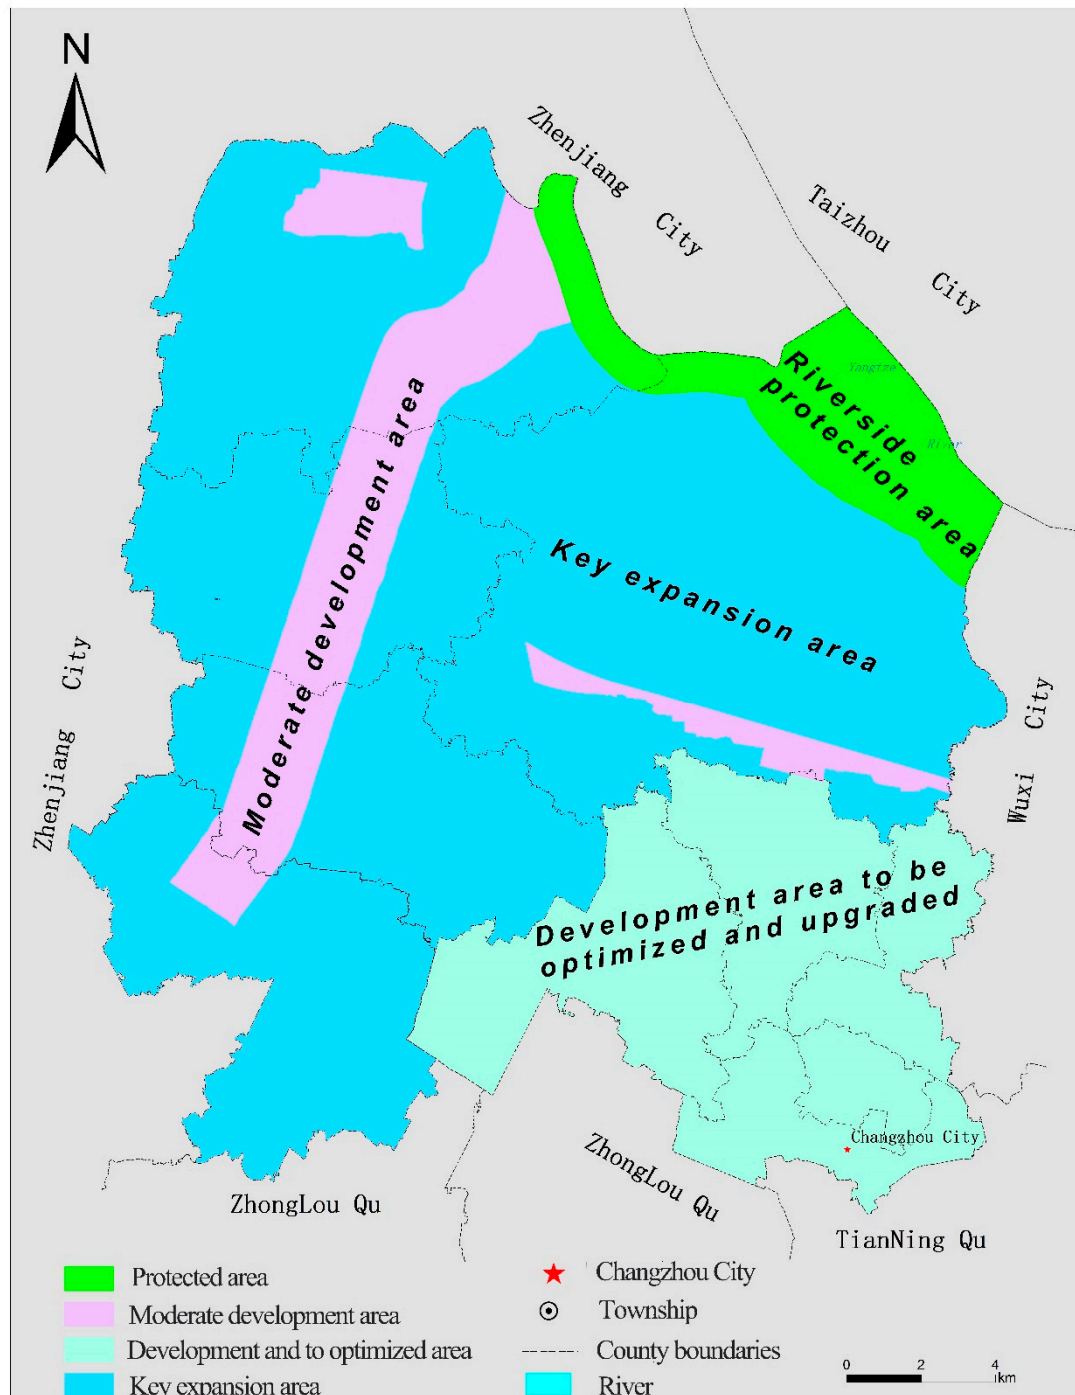 N
Zhenjiang
City
Taizhou
City
Yangtze
River
Riverside
protection area
Moderate development area
Key expansion area
Zhenjiang City
Wuxi City
Development area to be
optimized and upgraded
Changzhou City
ZhongLou Qu
ZhongLou Qu
TianNing Qu
Protected area
Moderate development area
Development and to optimized area
Key expansion area
Changzhou City
Township
County boundaries
River
0 2 4
km